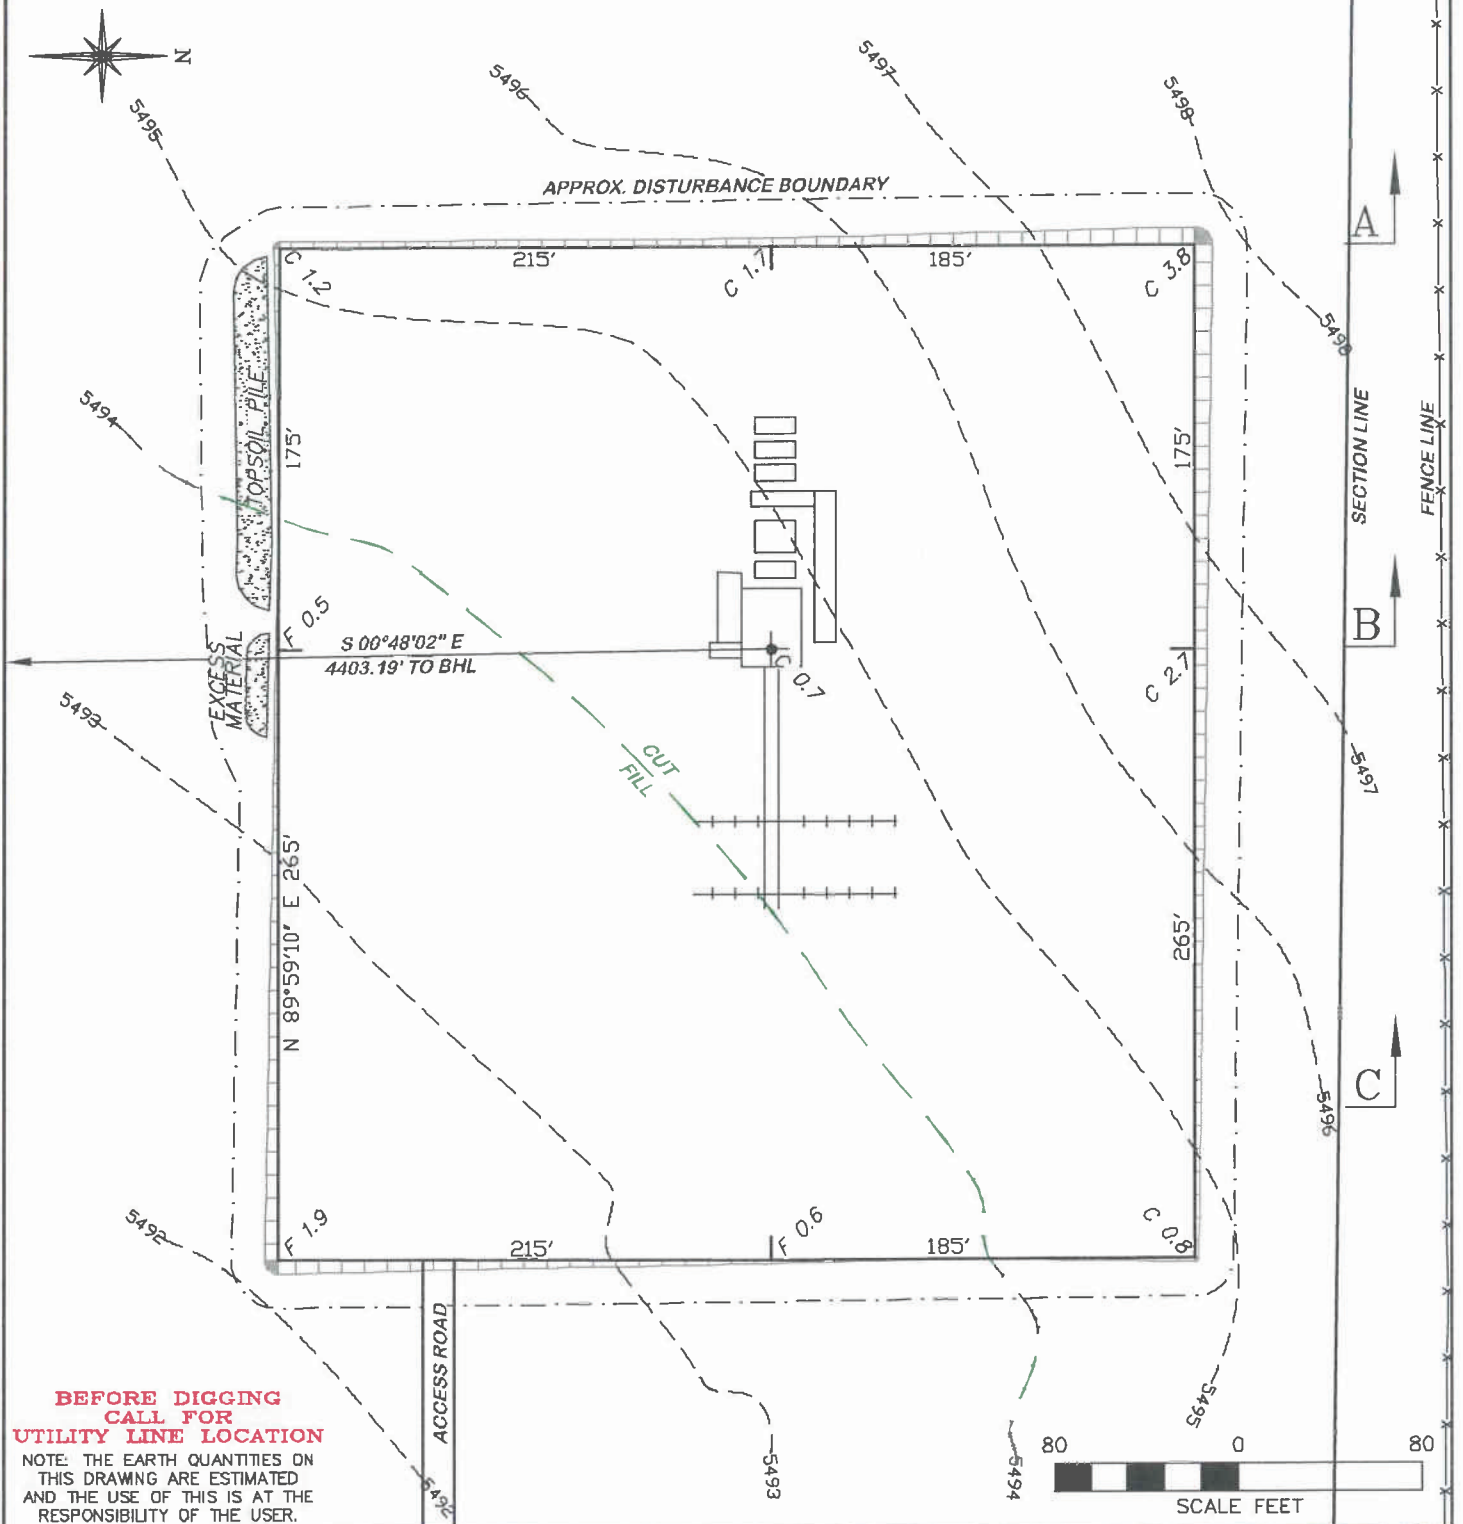 N
5495
5496
5497
5498
APPROX. DISTURBANCE BOUNDARY
A
C 1.2
215'
C 1.7
185'
C 3.8
5498
5494
TOPSOIL PILE
175'
175'
SECTION LINE
FENCE LINE
F 0.5
S 00°48'02" E
4403.19' TO BHL
B
EXCESS
MATERIAL
C 0.7
C 2.7
5493
CUT
FILL
5497
N 89°59'10" E 265'
265'
C
5496
5492
F 1.9
215'
F 0.6
185'
C 0.8
ACCESS ROAD
5495
BEFORE DIGGING
CALL FOR
UTILITY LINE LOCATION
NOTE: THE EARTH QUANTITIES ON
THIS DRAWING ARE ESTIMATED
AND THE USE OF THIS IS AT THE
RESPONSIBILITY OF THE USER.
5492
5493
5494
80 0 80
SCALE FEET